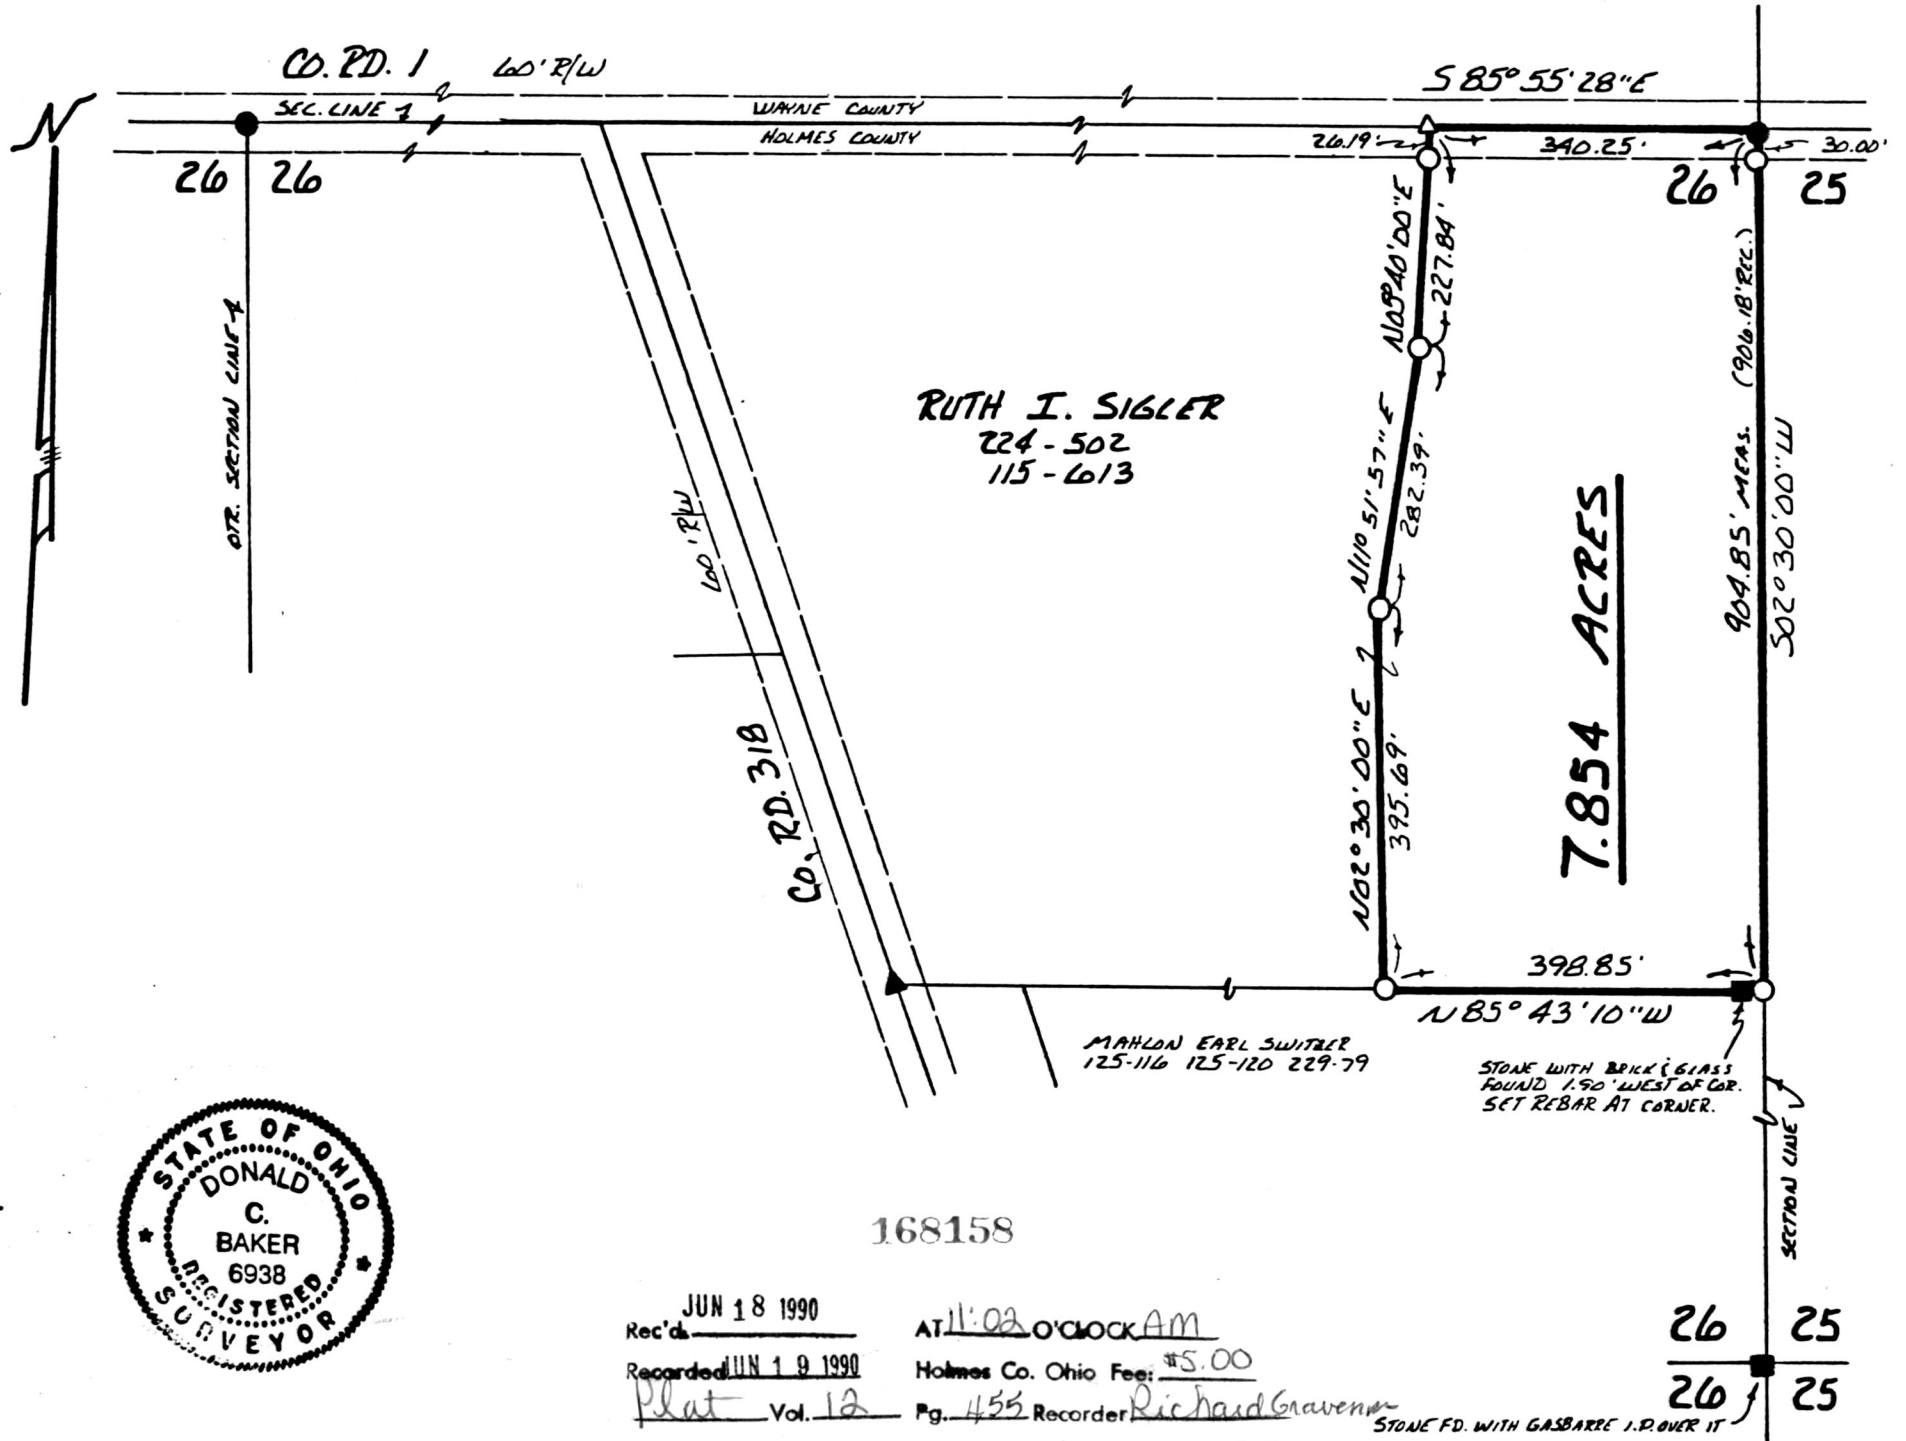 CO. RD. 1
60' R/W
S 85° 55' 28" E
N
SEC. LINE
WAYNE COUNTY
HOLMES COUNTY
26.19'
340.25'
30.00'
26 26
26 25
QTR. SECTION LINE
N03° 40' 00" E
227.84'
(906.18' REC.)
904.85' MEAS.
S02° 30' 00" W
RUTH I. SIGLER
224-502
115-613
N11° 51' 57" E
282.39'
60' R/W
7.854 ACRES
N02° 30' 00" E
395.69'
CO. RD. 318
398.85'
N 85° 43' 10" W
MAHLON EARL SWITZER
125-116 125-120 229-79
STONE WITH BRICK & GLASS
FOUND 1.90' WEST OF COR.
SET REBAR AT CORNER.
SECTION LINE
STATE OF OHIO
DONALD
C.
BAKER
6938
REGISTERED
SURVEYOR
168158
Rec'd. JUN 18 1990 AT 11:02 O'CLOCK AM
Recorded JUN 19 1990 Holmes Co. Ohio Fee: $5.00
Plat Vol. 12 Pg. 455 Recorder Richard Graven
26 25
26 25
STONE FD. WITH GASBARRE I.P. OVER IT